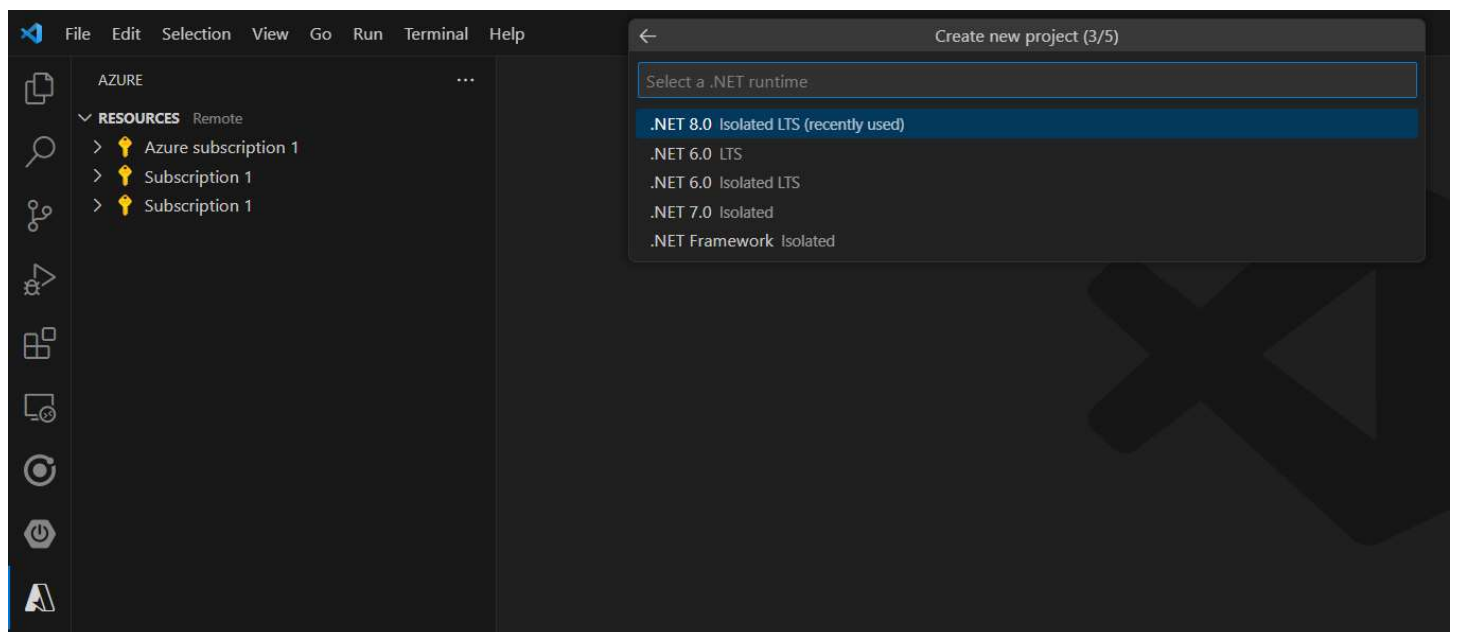 File Edit Selection View Go Run Terminal Help
AZURE
RESOURCES Remote
Azure subscription 1
Subscription 1
Subscription 1
Create new project (3/5)
Select a .NET runtime
.NET 8.0 Isolated LTS (recently used)
.NET 6.0 LTS
.NET 6.0 Isolated LTS
.NET 7.0 Isolated
.NET Framework Isolated